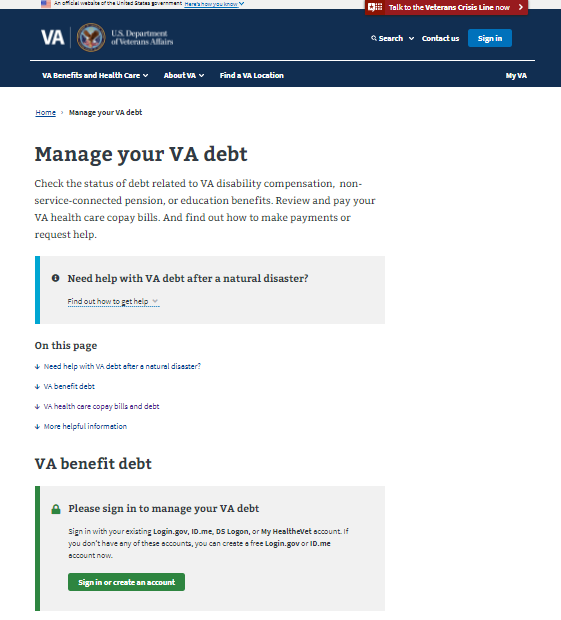 An official website of the United States government Here's how you know
Talk to the Veterans Crisis Line now
VA
U.S. Department
of Veterans Affairs
Search
Contact us
Sign in
VA Benefits and Health Care
About VA
Find a VA Location
My VA
Home › Manage your VA debt
Manage your VA debt
Check the status of debt related to VA disability compensation, non-
service-connected pension, or education benefits. Review and pay your
VA health care copay bills. And find out how to make payments or
request help.
Need help with VA debt after a natural disaster?
Find out how to get help
On this page
Need help with VA debt after a natural disaster?
VA benefit debt
VA health care copay bills and debt
More helpful information
VA benefit debt
Please sign in to manage your VA debt
Sign in with your existing Login.gov, ID.me, DS Logon, or My HealtheVet account. If
you don't have any of these accounts, you can create a free Login.gov or ID.me
account now.
Sign in or create an account